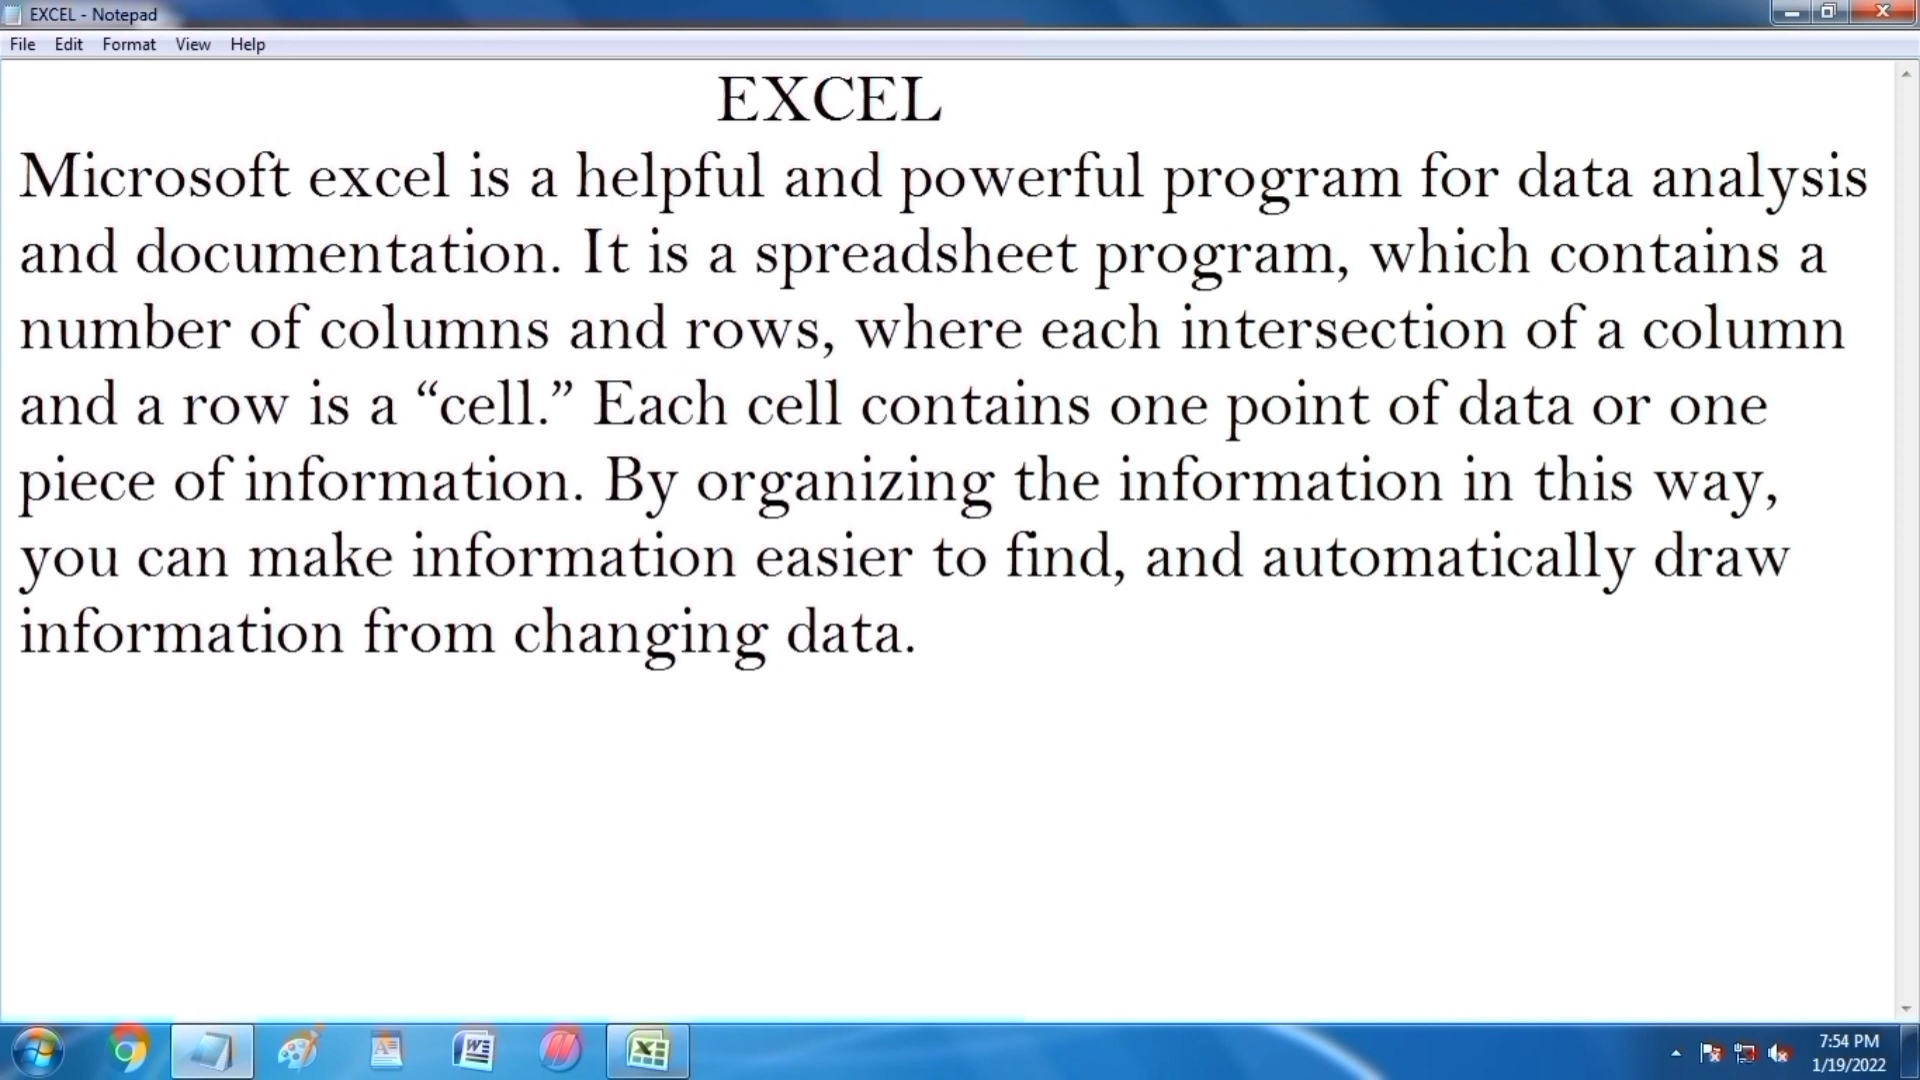 EXCEL - Notepad
File Edit Format View Help
EXCEL
Microsoft excel is a helpful and powerful program for data analysis
and documentation. It is a spreadsheet program, which contains a
number of columns and rows, where each intersection of a column
and a row is a “cell.” Each cell contains one point of data or one
piece of information. By organizing the information in this way,
you can make information easier to find, and automatically draw
information from changing data.
7:54 PM
1/19/2022